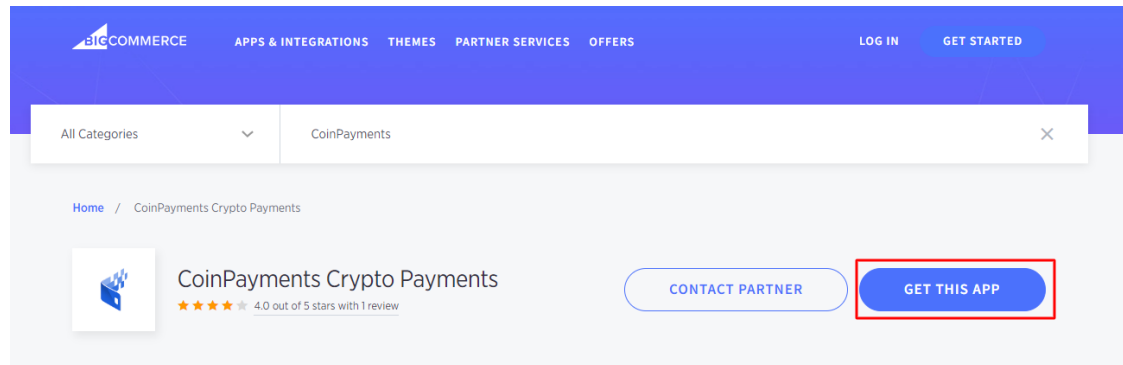 BIGCOMMERCE APPS & INTEGRATIONS THEMES PARTNER SERVICES OFFERS LOG IN GET STARTED
All Categories CoinPayments
Home / CoinPayments Crypto Payments
CoinPayments Crypto Payments
4.0 out of 5 stars with 1 review
CONTACT PARTNER
GET THIS APP